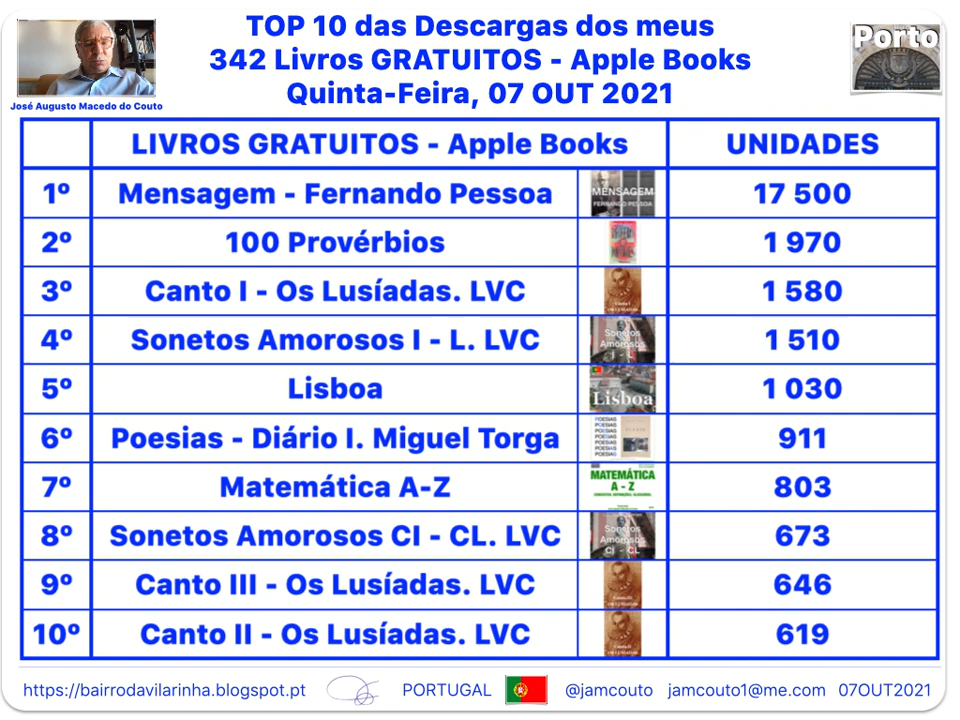 TOP 10 das Descargas dos meus
342 Livros GRATUITOS - Apple Books
Quinta-Feira, 07 OUT 2021
José Augusto Macedo do Couto
Porto
LIVROS GRATUITOS - Apple Books UNIDADES
1º Mensagem - Fernando Pessoa MENSAGEM FERNANDO PESSOA 17 500
2º 100 Provérbios 1 970
3º Canto I - Os Lusíadas. LVC Canto I 1 580
4º Sonetos Amorosos I - L. LVC Sonetos Amorosos I - L 1 510
5º Lisboa Lisboa 1 030
6º Poesias - Diário I. Miguel Torga POESIAS POESIAS POESIAS POESIAS POESIAS 911
7º Matemática A-Z MATEMÁTICA A - Z 803
8º Sonetos Amorosos CI - CL. LVC Sonetos Amorosos CI - CL 673
9º Canto III - Os Lusíadas. LVC Canto III 646
10º Canto II - Os Lusíadas. LVC Canto II 619
https://bairrodavilarinha.blogspot.pt PORTUGAL @jamcouto jamcouto1@me.com 07OUT2021